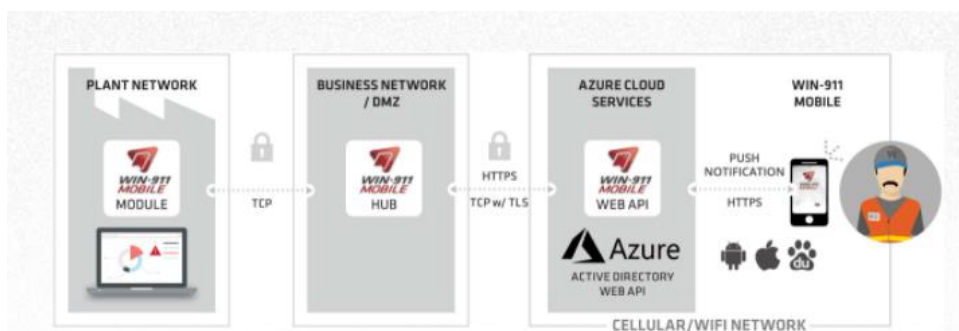 PLANT NETWORK
WIN-911
MOBILE
MODULE
TCP
BUSINESS NETWORK
/ DMZ
WIN-911
MOBILE
HUB
HTTPS
TCP w/ TLS
AZURE CLOUD
SERVICES
WIN-911
MOBILE
WEB API
Azure
ACTIVE DIRECTORY
WEB API
WIN-911
MOBILE
PUSH
NOTIFICATION
HTTPS
du
CELLULAR/WIFI NETWORK